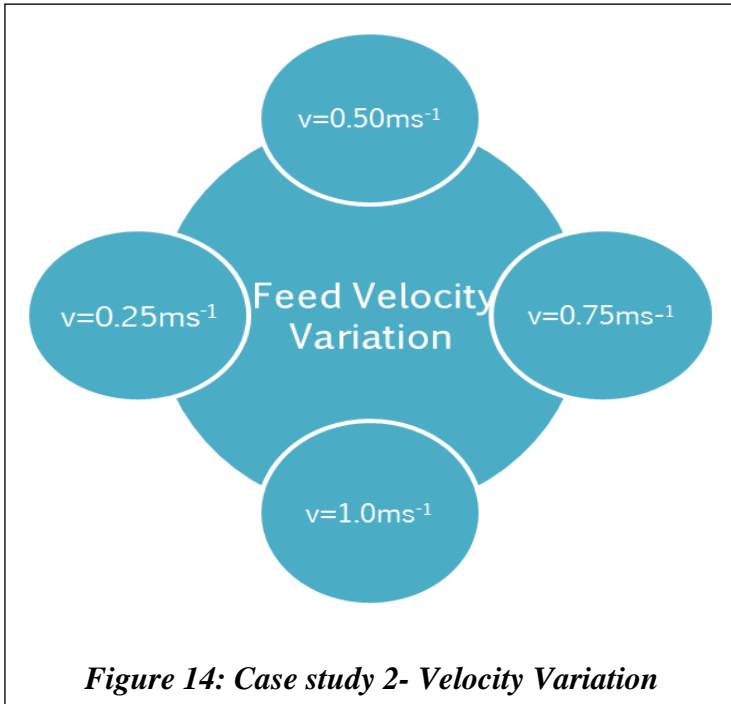 v=0.50ms⁻¹
v=0.25ms⁻¹
Feed Velocity
Variation
v=0.75ms-¹
v=1.0ms⁻¹
Figure 14: Case study 2- Velocity Variation